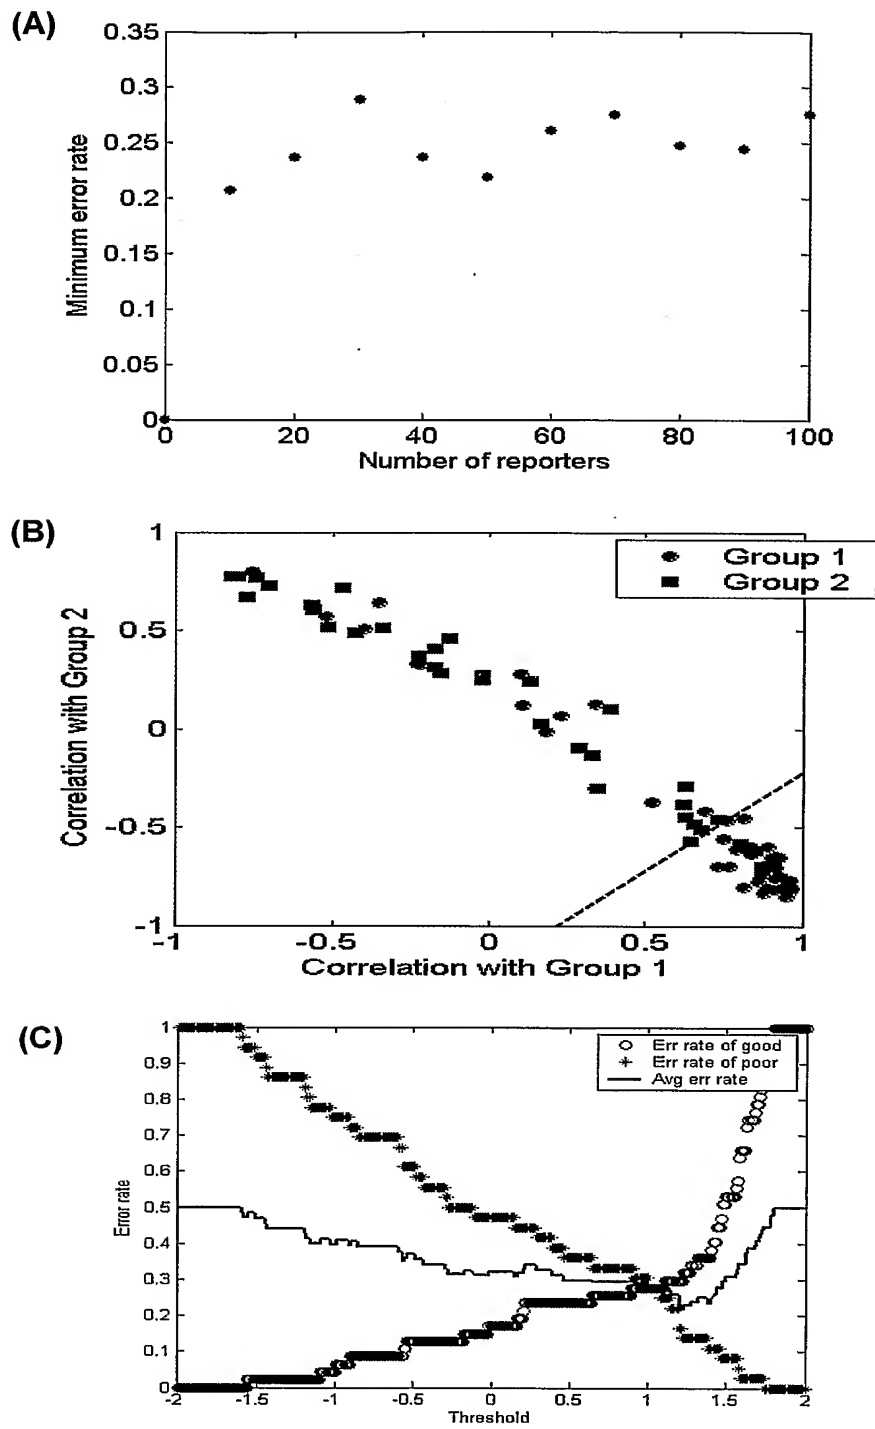 (A)
0.35
0.3
0.25
0.2
0.15
0.1
0.05
0
Minimum error rate
0 20 40 60 80 100
Number of reporters
(B)
1
0.5
0
-0.5
-1
Correlation with Group 2
Group 1
Group 2
-1 -0.5 0 0.5 1
Correlation with Group 1
(C)
1
0.9
0.8
0.7
0.6
0.5
0.4
0.3
0.2
0.1
0
Error rate
Err rate of good
Err rate of poor
Avg err rate
-2 -1.5 -1 -0.5 0 0.5 1 1.5 2
Threshold